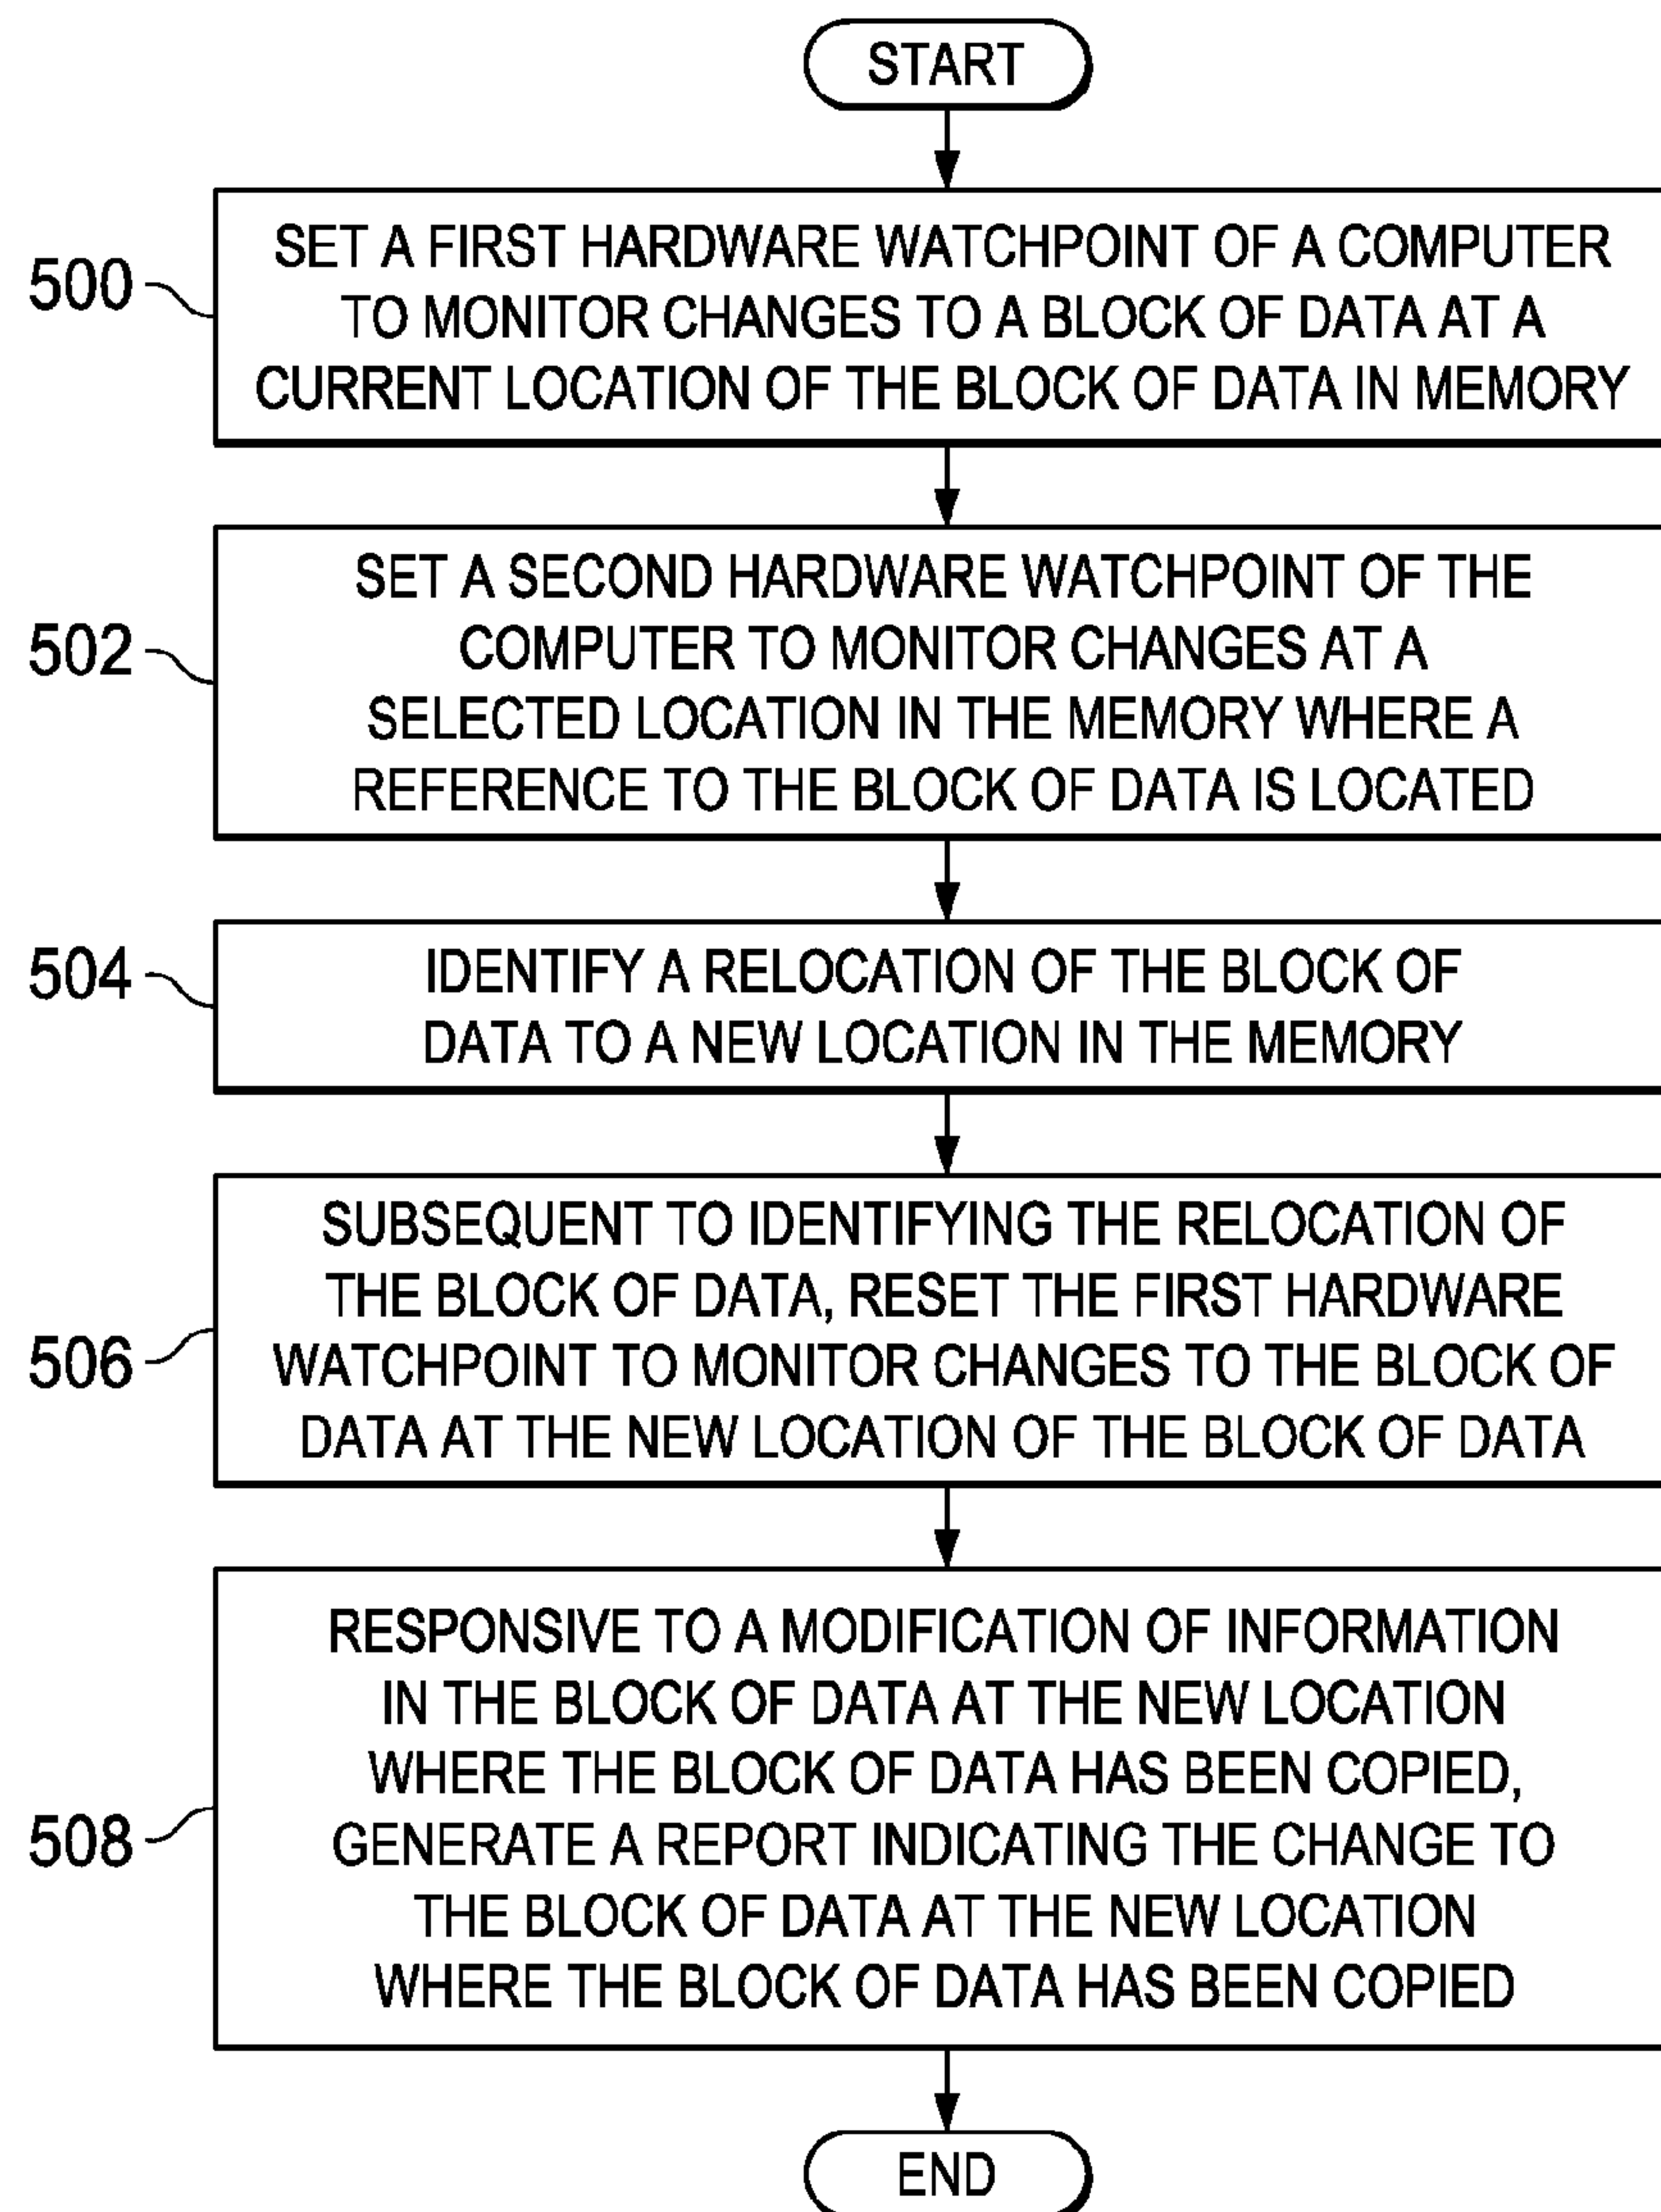 START
500
SET A FIRST HARDWARE WATCHPOINT OF A COMPUTER
TO MONITOR CHANGES TO A BLOCK OF DATA AT A
CURRENT LOCATION OF THE BLOCK OF DATA IN MEMORY
502
SET A SECOND HARDWARE WATCHPOINT OF THE
COMPUTER TO MONITOR CHANGES AT A
SELECTED LOCATION IN THE MEMORY WHERE A
REFERENCE TO THE BLOCK OF DATA IS LOCATED
504
IDENTIFY A RELOCATION OF THE BLOCK OF
DATA TO A NEW LOCATION IN THE MEMORY
506
SUBSEQUENT TO IDENTIFYING THE RELOCATION OF
THE BLOCK OF DATA, RESET THE FIRST HARDWARE
WATCHPOINT TO MONITOR CHANGES TO THE BLOCK OF
DATA AT THE NEW LOCATION OF THE BLOCK OF DATA
508
RESPONSIVE TO A MODIFICATION OF INFORMATION
IN THE BLOCK OF DATA AT THE NEW LOCATION
WHERE THE BLOCK OF DATA HAS BEEN COPIED,
GENERATE A REPORT INDICATING THE CHANGE TO
THE BLOCK OF DATA AT THE NEW LOCATION
WHERE THE BLOCK OF DATA HAS BEEN COPIED
END